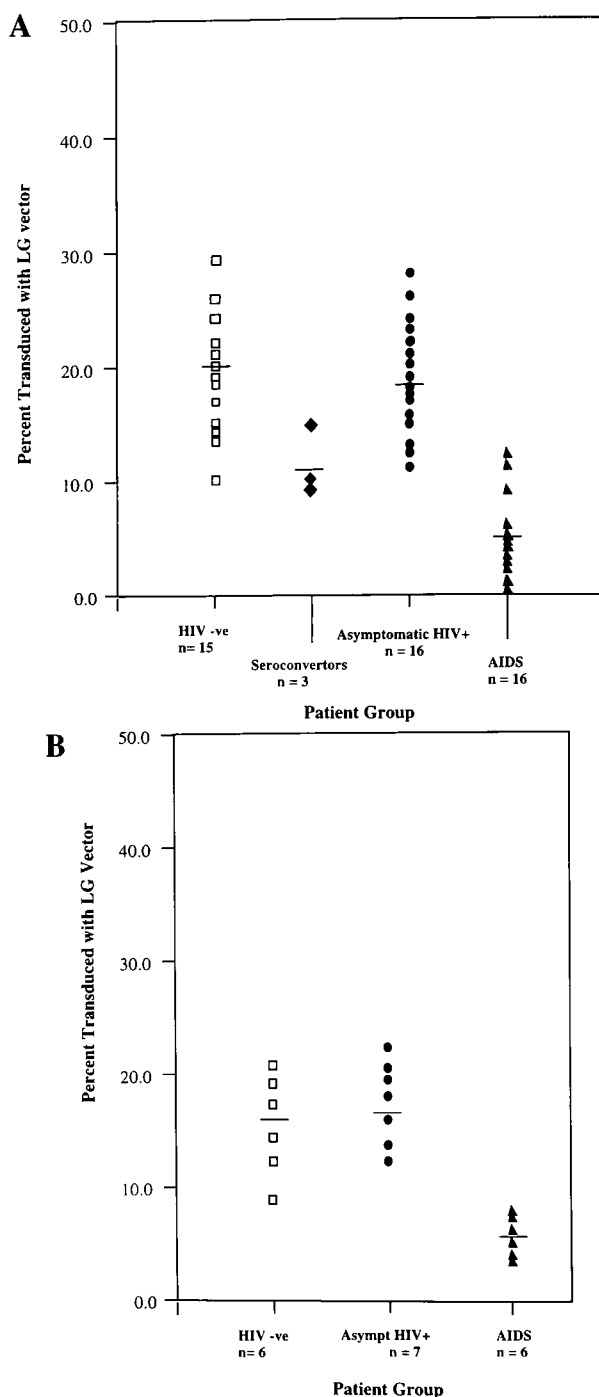 A
50.0
40.0
30.0
20.0
10.0
0.0
Percent Transduced with LG vector
HIV -ve
n= 15
Seroconvertors
n = 3
Asymptomatic HIV+
n = 16
AIDS
n = 16
Patient Group
B
50.0
40.0
30.0
20.0
10.0
0.0
Percent Transduced with LG Vector
HIV -ve
n= 6
Asympt HIV+
n = 7
AIDS
n = 6
Patient Group